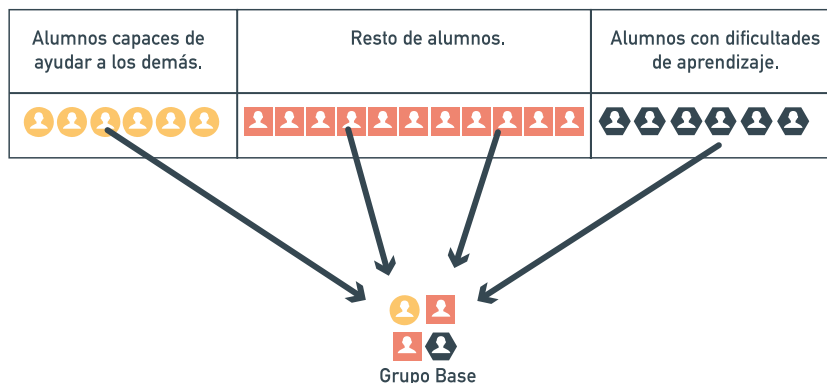 Alumnos capaces de
ayudar a los demás.
Resto de alumnos.
Alumnos con dificultades
de aprendizaje.
Grupo Base